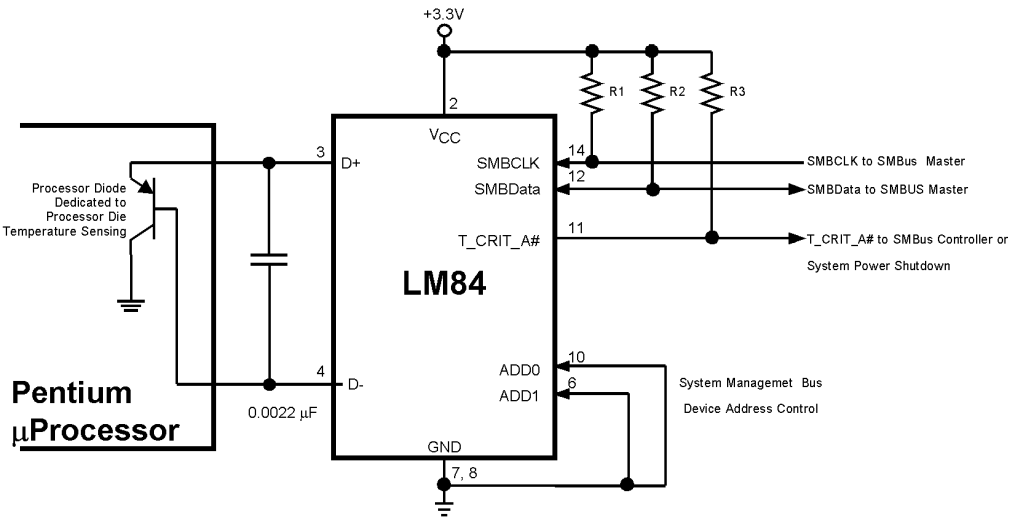 +3.3V
2
VCC
R1
R2
R3
3
D+
14
SMBCLK
SMBCLK to SMBus Master
12
SMBData
SMBData to SMBUS Master
11
T_CRIT_A#
T_CRIT_A# to SMBus Controller or
System Power Shutdown
Processor Diode
Dedicated to
Processor Die
Temperature Sensing
LM84
4
D-
0.0022 µF
10
ADD0
6
ADD1
System Managemet Bus
Device Address Control
Pentium
µProcessor
GND
7, 8